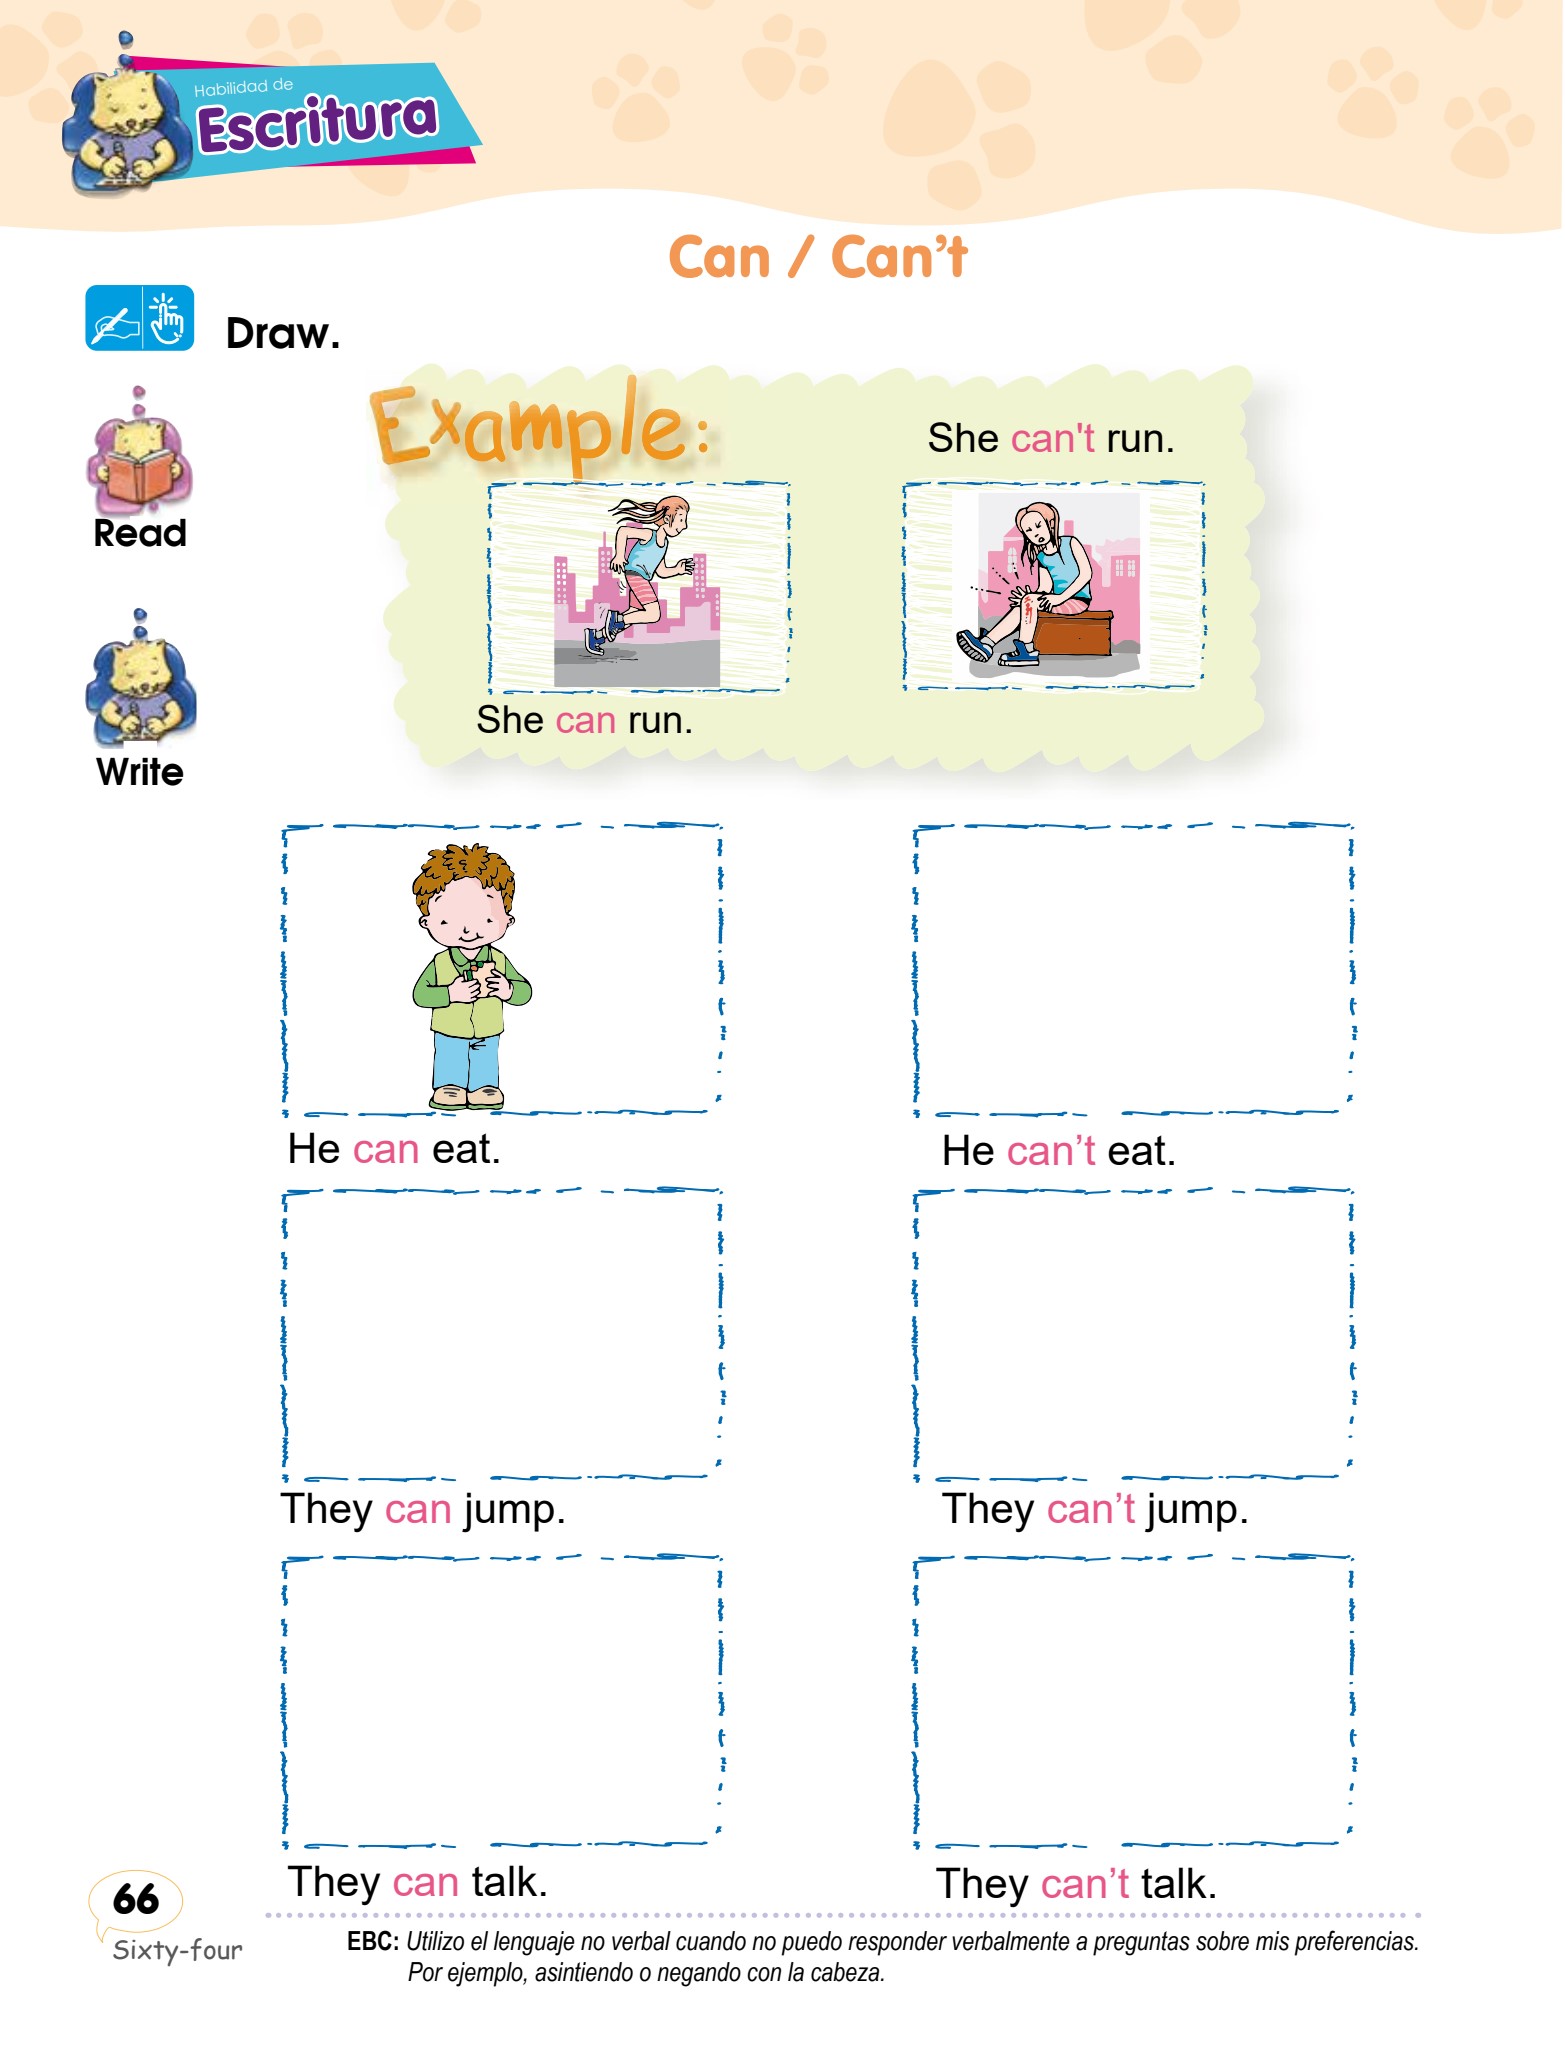 Habilidad de
Escritura
Can / Can't
Draw.
Read
Write
Example:
She can't run.
She can run.
He can eat.
He can’t eat.
They can jump.
They can’t jump.
They can talk.
They can’t talk.
66
Sixty-four
EBC: Utilizo el lenguaje no verbal cuando no puedo responder verbalmente a preguntas sobre mis preferencias.
Por ejemplo, asintiendo o negando con la cabeza.